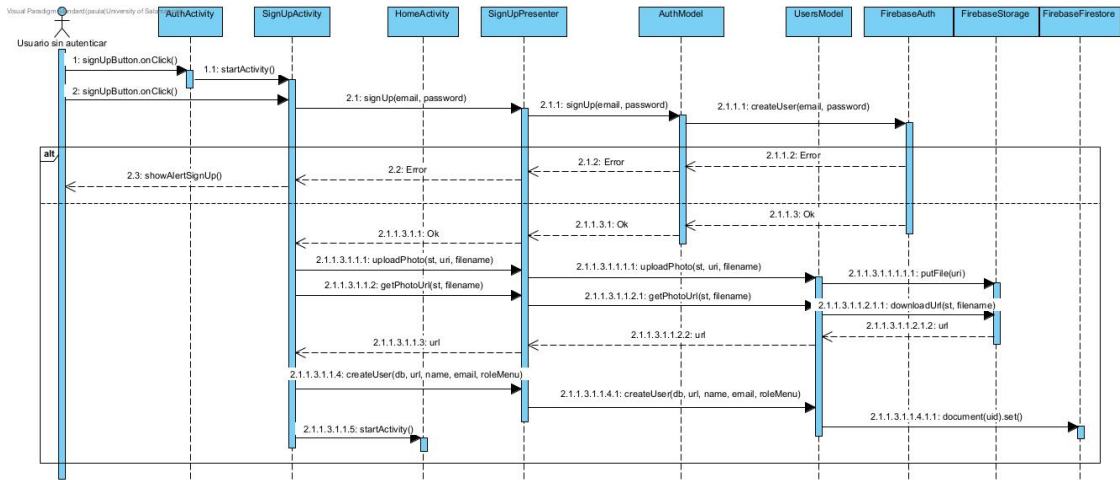 Visual Paradigm Standard(paula(University of
AuthActivity
SignUpActivity
HomeActivity
SignUpPresenter
AuthModel
UsersModel
FirebaseAuth
FirebaseStorage
FirebaseFirestore
Usuario sin autenticar
1: signUpButton.onClick()
1.1: startActivity()
2: signUpButton.onClick()
2.1: signUp(email, password)
2.1.1: signUp(email, password)
2.1.1.1: createUser(email, password)
alt
2.1.1.2: Error
2.1.2: Error
2.2: Error
2.3: showAlertSignUp()
2.1.1.3: Ok
2.1.1.3.1: Ok
2.1.1.3.1.1: Ok
2.1.1.3.1.1.1: uploadPhoto(st, uri, filename)
2.1.1.3.1.1.1.1: uploadPhoto(st, uri, filename)
2.1.1.3.1.1.1.1.1: putFile(uri)
2.1.1.3.1.1.2: getPhotoUrl(st, filename)
2.1.1.3.1.1.2.1: getPhotoUrl(st, filename)
2.1.1.3.1.1.2.1.1: downloadUrl(st, filename)
2.1.1.3.1.1.2.1.2: url
2.1.1.3.1.1.2.2: url
2.1.1.3.1.1.3: url
2.1.1.3.1.1.4: createUser(db, url, name, email, roleMenu)
2.1.1.3.1.1.4.1: createUser(db, url, name, email, roleMenu)
2.1.1.3.1.1.4.1.1: document(uid).set()
2.1.1.3.1.1.5: startActivity()